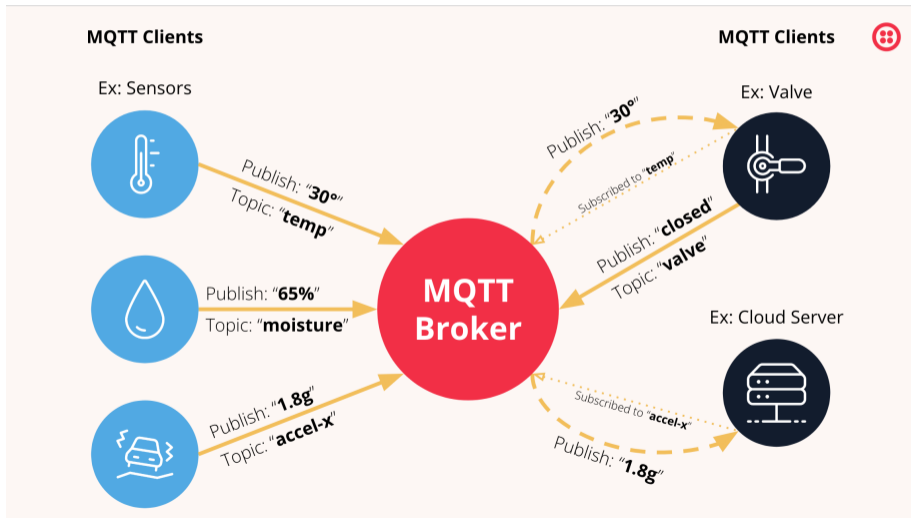 MQTT Clients
MQTT Clients
Ex: Sensors
Ex: Valve
Publish: “30°”
Topic: “temp”
Publish: “30°”
Subscribed to “temp”
Publish: “closed”
Topic: “valve”
Publish: “65%”
Topic: “moisture”
MQTT
Broker
Ex: Cloud Server
Publish: “1.8g”
Topic: “accel-x”
Subscribed to “accel-x”
Publish: “1.8g”